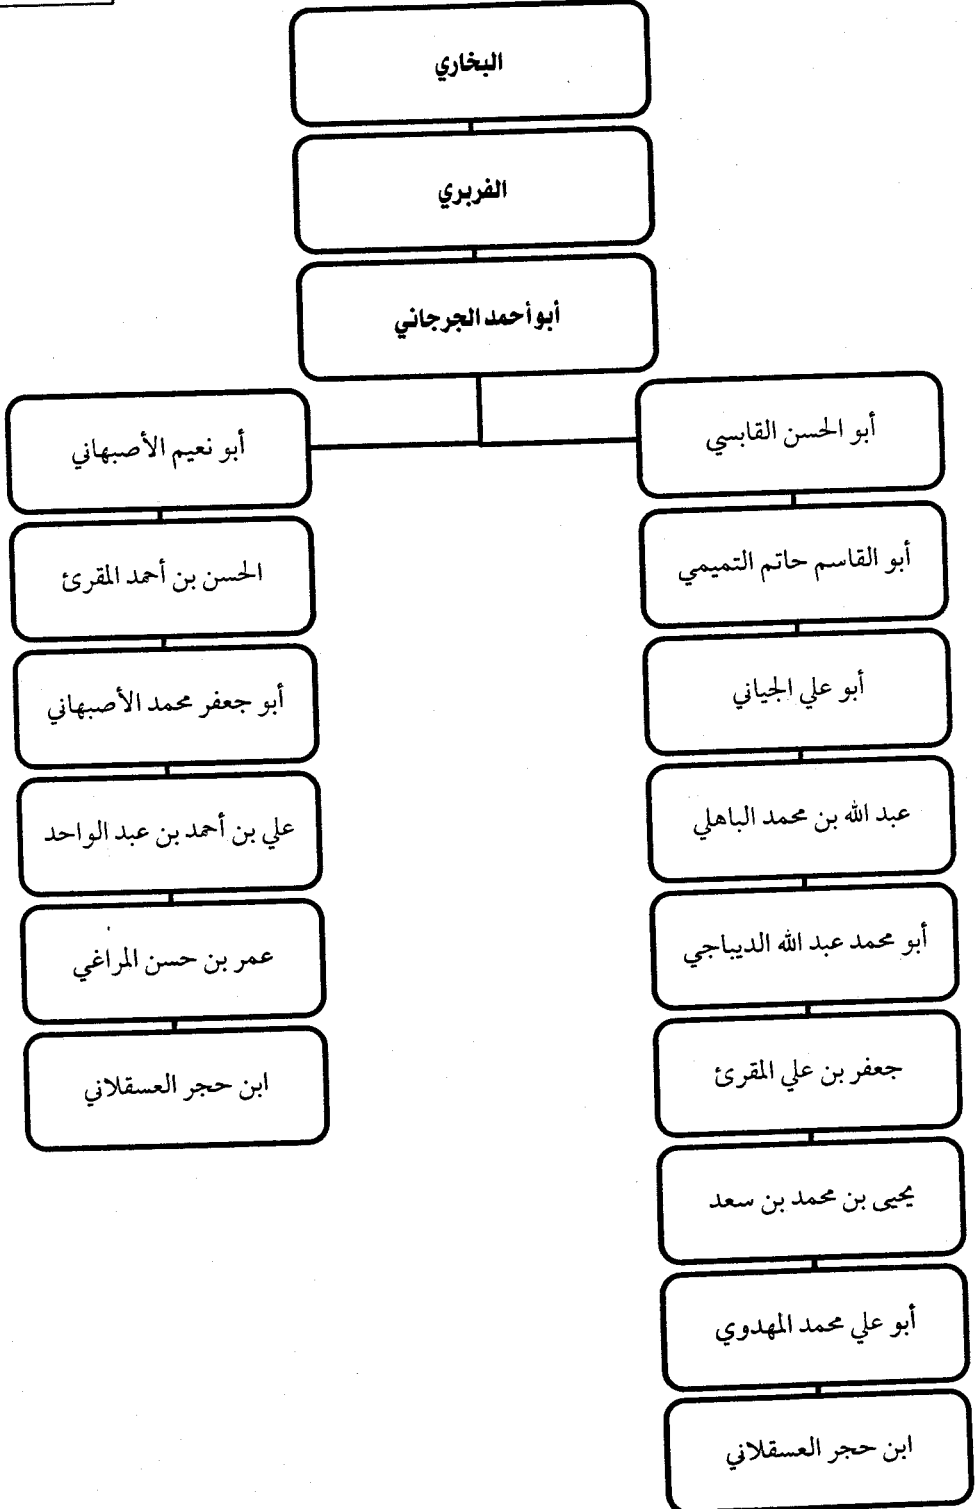 البخاري
الفربري
أبو أحمد الجرجاني
أبو الحسن القابسي
أبو القاسم حاتم التميمي
أبو علي الجياني
عبد الله بن محمد الباهلي
أبو محمد عبد الله الديباجي
جعفر بن علي المقرئ
يحيى بن محمد بن سعد
أبو علي محمد المهدوي
ابن حجر العسقلاني
أبو نعيم الأصبهاني
الحسن بن أحمد المقرئ
أبو جعفر محمد الأصبهاني
علي بن أحمد بن عبد الواحد
عمر بن حسن المراغي
ابن حجر العسقلاني